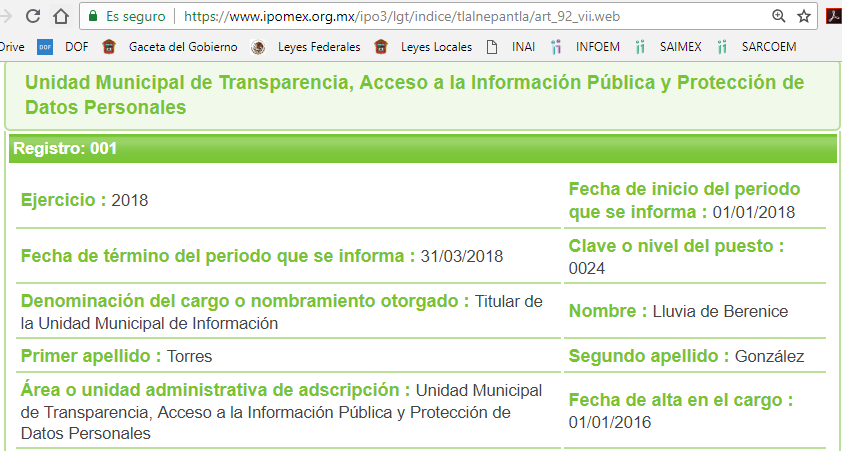 Es seguro | https://www.ipomex.org.mx/ipo3/lgt/indice/tlalnepantla/art_92_vii.web
Drive DOF DOF Gaceta del Gobierno Leyes Federales Leyes Locales INAI INFOEM SAIMEX SARCOEM
Unidad Municipal de Transparencia, Acceso a la Información Pública y Protección de
Datos Personales
Registro: 001
Ejercicio : 2018
Fecha de inicio del periodo
que se informa : 01/01/2018
Fecha de término del periodo que se informa : 31/03/2018
Clave o nivel del puesto :
0024
Denominación del cargo o nombramiento otorgado : Titular de
la Unidad Municipal de Información
Nombre : Lluvia de Berenice
Primer apellido : Torres
Segundo apellido : González
Área o unidad administrativa de adscripción : Unidad Municipal
de Transparencia, Acceso a la Información Pública y Protección de
Datos Personales
Fecha de alta en el cargo :
01/01/2016